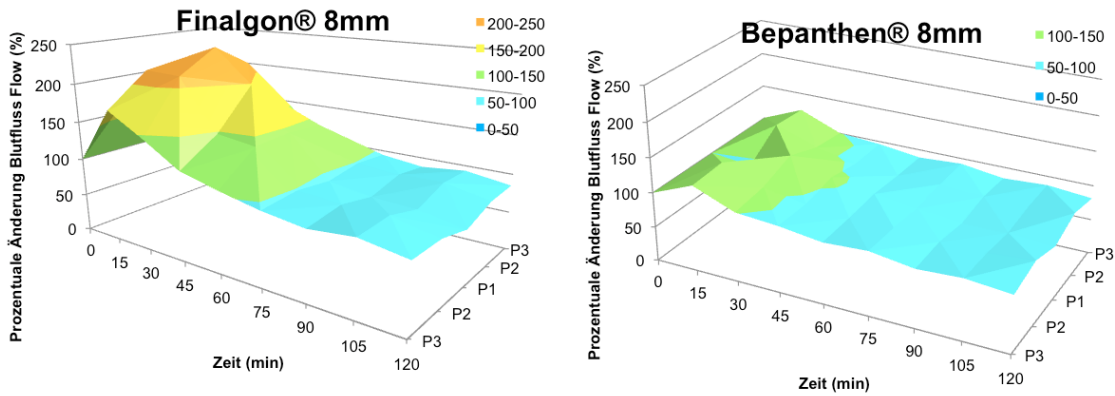 Finalgon® 8mm
200-250
150-200
100-150
50-100
0-50
Prozentuale Änderung Blutfluss Flow (%)
250
200
150
100
50
0
0
15
30
45
60
75
90
105
120
P3
P2
P1
P2
P3
Zeit (min)
Bepanthen® 8mm
100-150
50-100
0-50
Prozentuale Änderung Blutfluss Flow (%)
250
200
150
100
50
0
0
15
30
45
60
75
90
105
120
P3
P2
P1
P2
P3
Zeit (min)